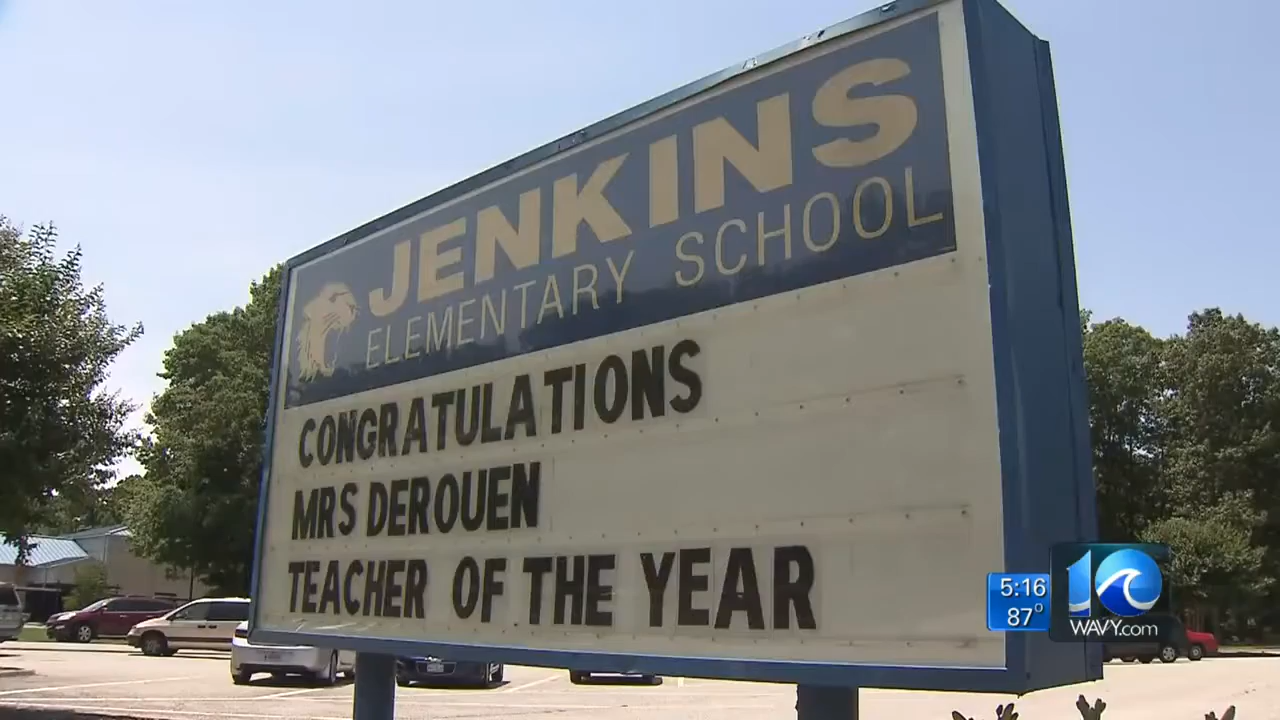 JENKINS
ELEMENTARY SCHOOL
CONGRATULATIONS
MRS DEROUEN
TEACHER OF THE YEAR
5:16
87°
10
WAVY.com